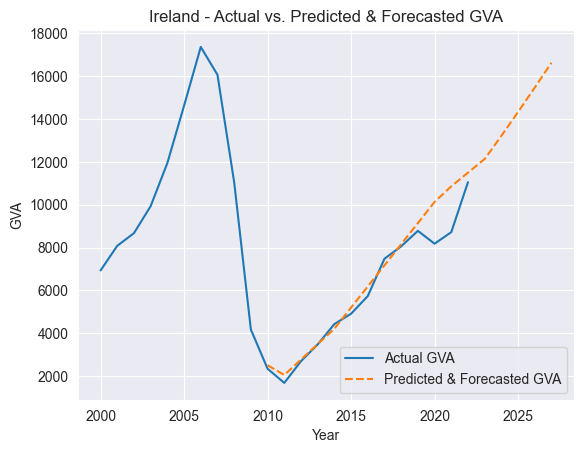 Ireland - Actual vs. Predicted & Forecasted GVA
18000
16000
14000
12000
10000
8000
6000
4000
2000
GVA
2000 2005 2010 2015 2020 2025
Year
Actual GVA
Predicted & Forecasted GVA